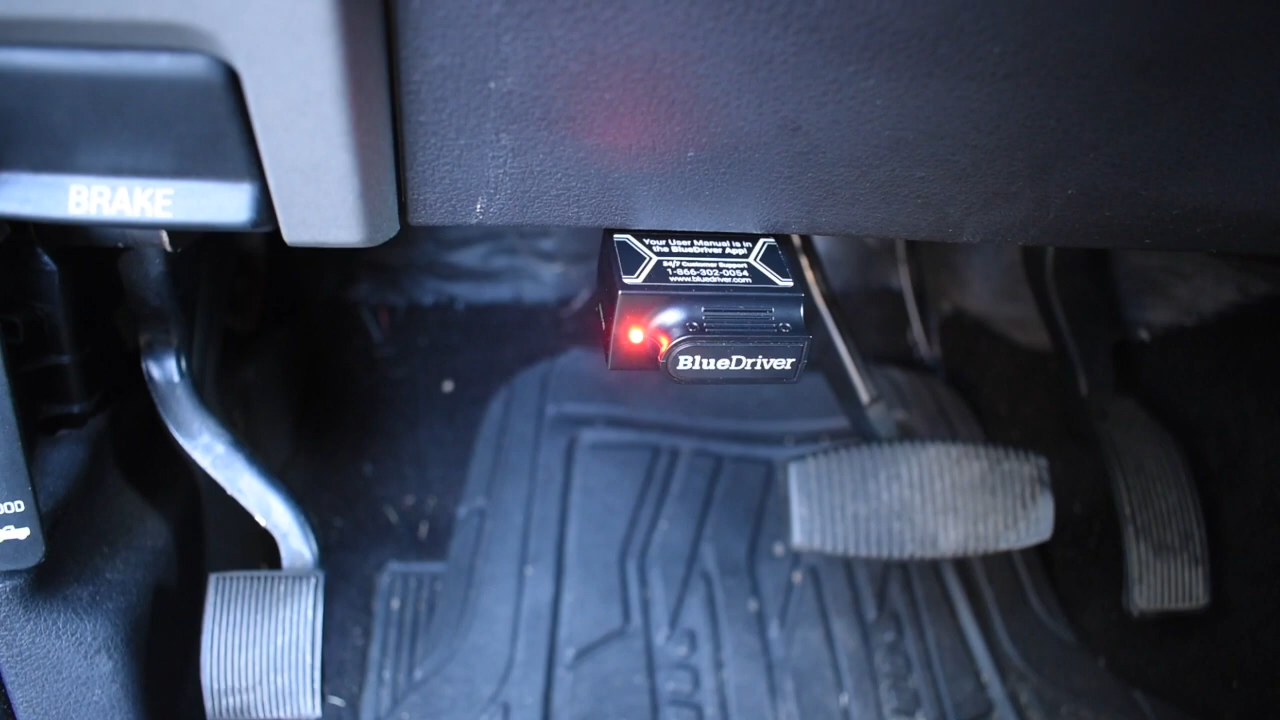 BRAKE
Your User Manual is in
the BlueDriver App!
24/7 Customer Support
1-866-302-0054
www.bluedriver.com
BlueDriver
OOD